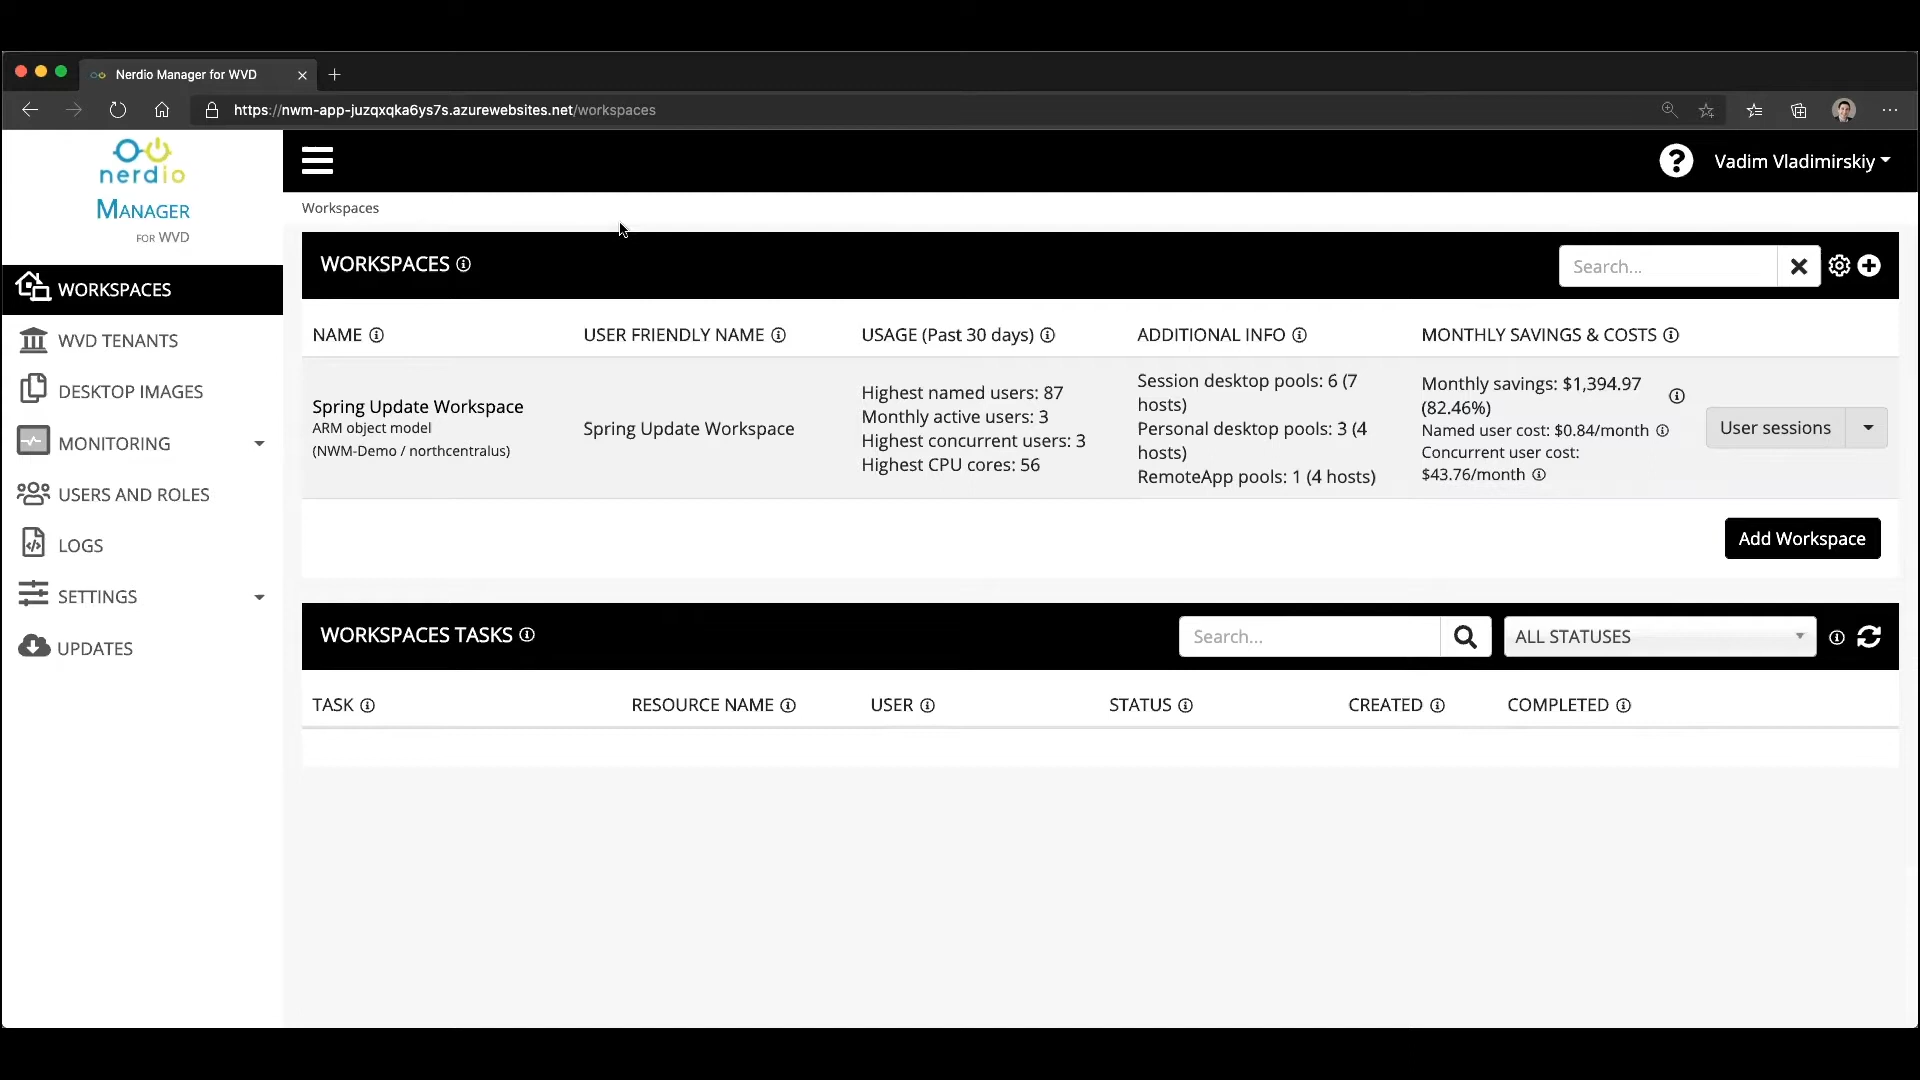 Nerdio Manager for WVD
https://nwm-app-juzqxqka6ys7s.azurewebsites.net/workspaces
nerdio
MANAGER
FOR WVD
Vadim Vladimirskiy
Workspaces
WORKSPACES
WVD TENANTS
DESKTOP IMAGES
MONITORING
USERS AND ROLES
LOGS
SETTINGS
UPDATES
WORKSPACES
Search...
NAME
USER FRIENDLY NAME
USAGE (Past 30 days)
ADDITIONAL INFO
MONTHLY SAVINGS & COSTS
Spring Update Workspace
ARM object model
(NWM-Demo / northcentralus)
Spring Update Workspace
Highest named users: 87
Monthly active users: 3
Highest concurrent users: 3
Highest CPU cores: 56
Session desktop pools: 6 (7
hosts)
Personal desktop pools: 3 (4
hosts)
RemoteApp pools: 1 (4 hosts)
Monthly savings: $1,394.97
(82.46%)
Named user cost: $0.84/month
Concurrent user cost:
$43.76/month
User sessions
Add Workspace
WORKSPACES TASKS
Search...
ALL STATUSES
TASK
RESOURCE NAME
USER
STATUS
CREATED
COMPLETED